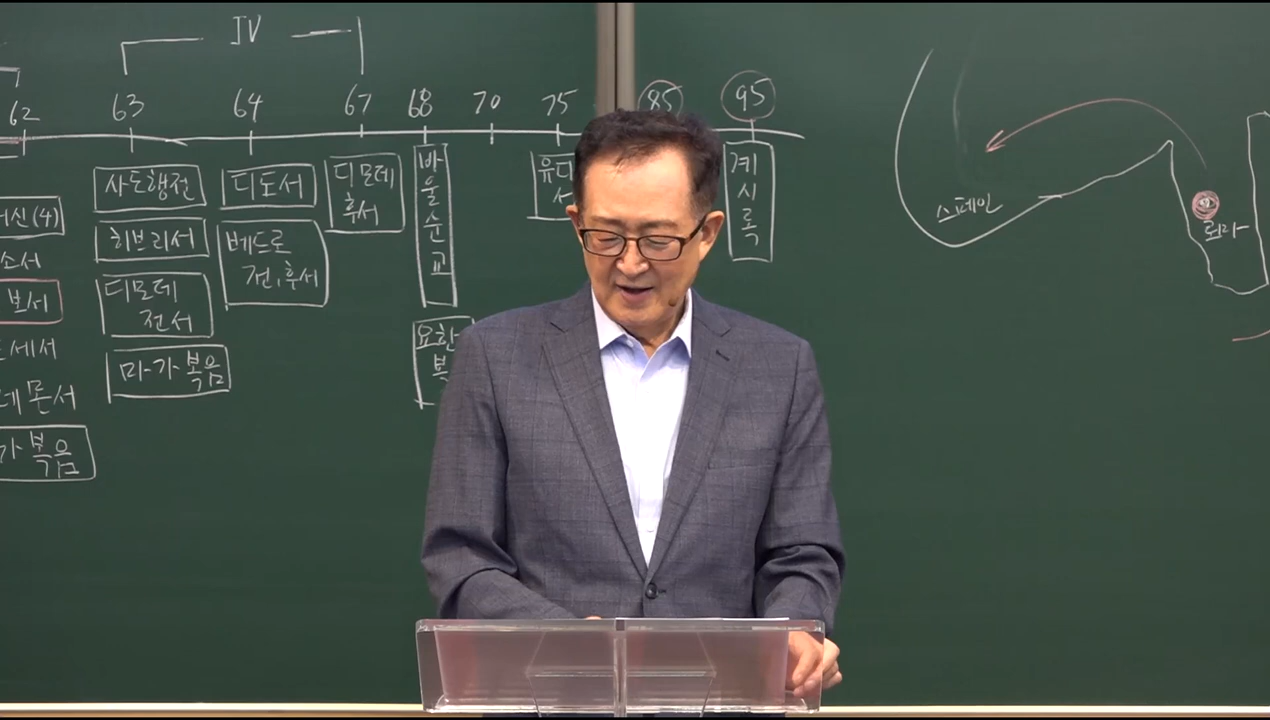 IV
62 63 64 67 68 70 75 85 95
서신(4)
소서
보서
세서
데몬서
가복음
사도행전
히브리서
디모데
전서
마가복음
디도서
베드로
전,후서
디모데
후서
바울순교
요한
복
유다
서
계시록
스페인
로마